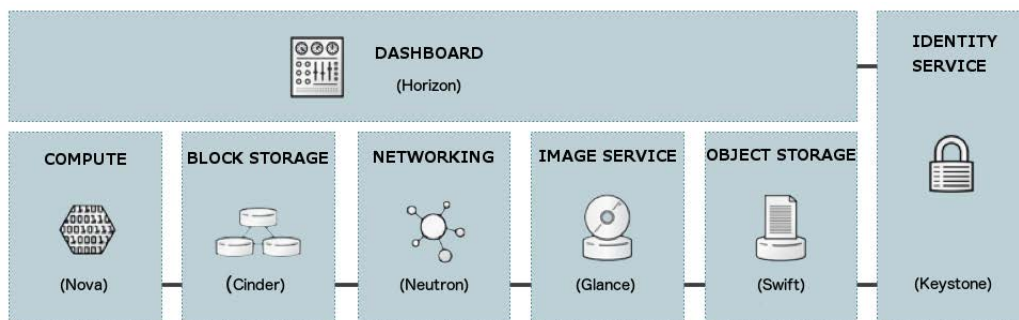 DASHBOARD
(Horizon)
IDENTITY
SERVICE
(Keystone)
COMPUTE
(Nova)
BLOCK STORAGE
(Cinder)
NETWORKING
(Neutron)
IMAGE SERVICE
(Glance)
OBJECT STORAGE
(Swift)